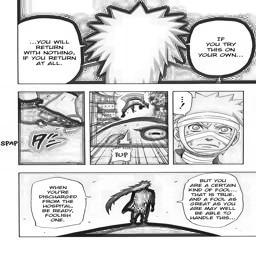 IF YOU
TRY
THIS ON
YOUR OWN...
...YOU WILL
RETURN
WITH NOTHING,
IF YOU RETURN
AT ALL.
...!
TUP
SPAP
BUT YOU
ARE A CERTAIN
KIND OF FOOL...
THAT IS TRUE.
AND A FOOL
AS GREAT AS YOU
ARE MAY WELL
BE ABLE TO
HANDLE THIS...
WHEN
YOU'RE
DISCHARGED
FROM THE
HOSPITAL,
BE READY,
FOOLISH
ONE.